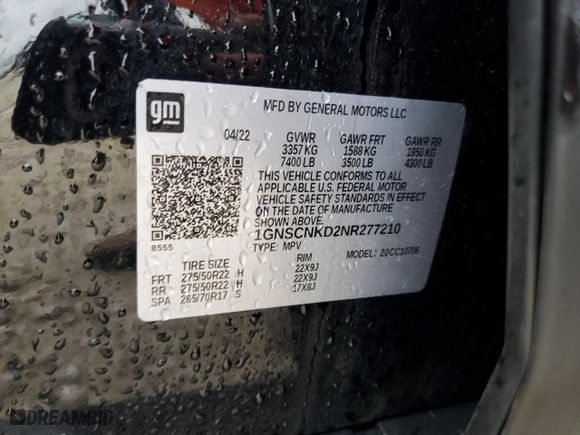 gm
MFD BY GENERAL MOTORS LLC
04/22 GVWR GAWR FRT GAWR RR
3357 KG 1588 KG 1950 KG
7400 LB 3500 LB 4300 LB
THIS VEHICLE CONFORMS TO ALL
APPLICABLE U.S. FEDERAL MOTOR
VEHICLE SAFETY STANDARDS IN EFFECT
ON THE DATE OF MANUFACTURE
SHOWN ABOVE.
1GNSCNKD2NR277210
TYPE: MPV MODEL: 20CC10706
8555
TIRE SIZE RIM
FRT 275/50R22 H 22X9J
RR 275/50R22 H 22X9J
SPA 265/70R17 S 17X8J
DREAMBID